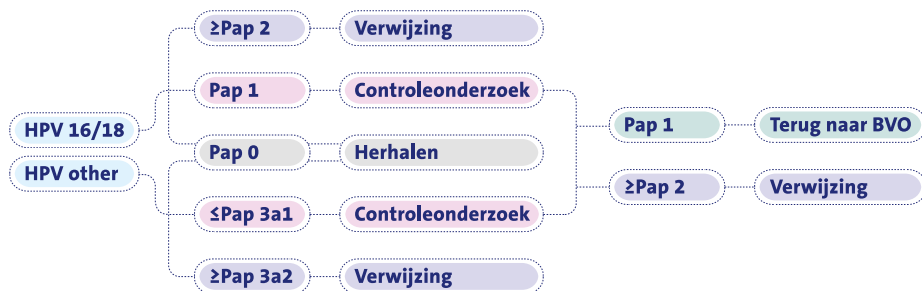 HPV 16/18
HPV other
≥Pap 2
Verwijzing
Pap 1
Controleonderzoek
Pap 0
Herhalen
≤Pap 3a1
Controleonderzoek
≥Pap 3a2
Verwijzing
Pap 1
Terug naar BVO
≥Pap 2
Verwijzing